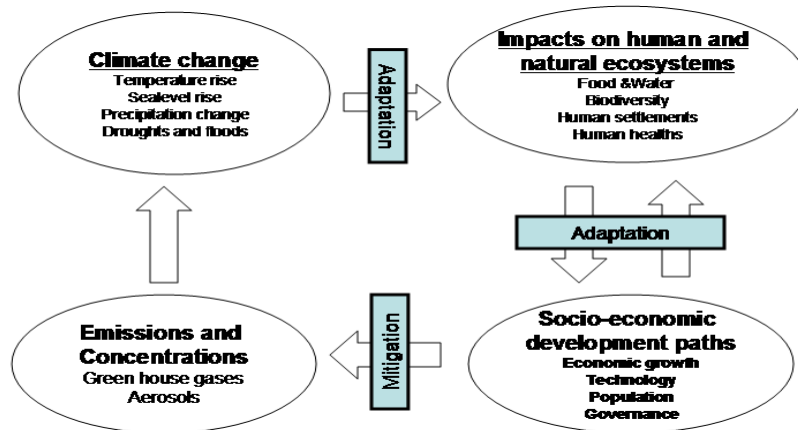 Climate change
Temperature rise
Sealevel rise
Precipitation change
Droughts and floods
Adaptation
Impacts on human and
natural ecosystems
Food &Water
Biodiversity
Human settlements
Human healths
Adaptation
Emissions and
Concentrations
Green house gases
Aerosols
Mitigation
Socio-economic
development paths
Economic growth
Technology
Population
Governance